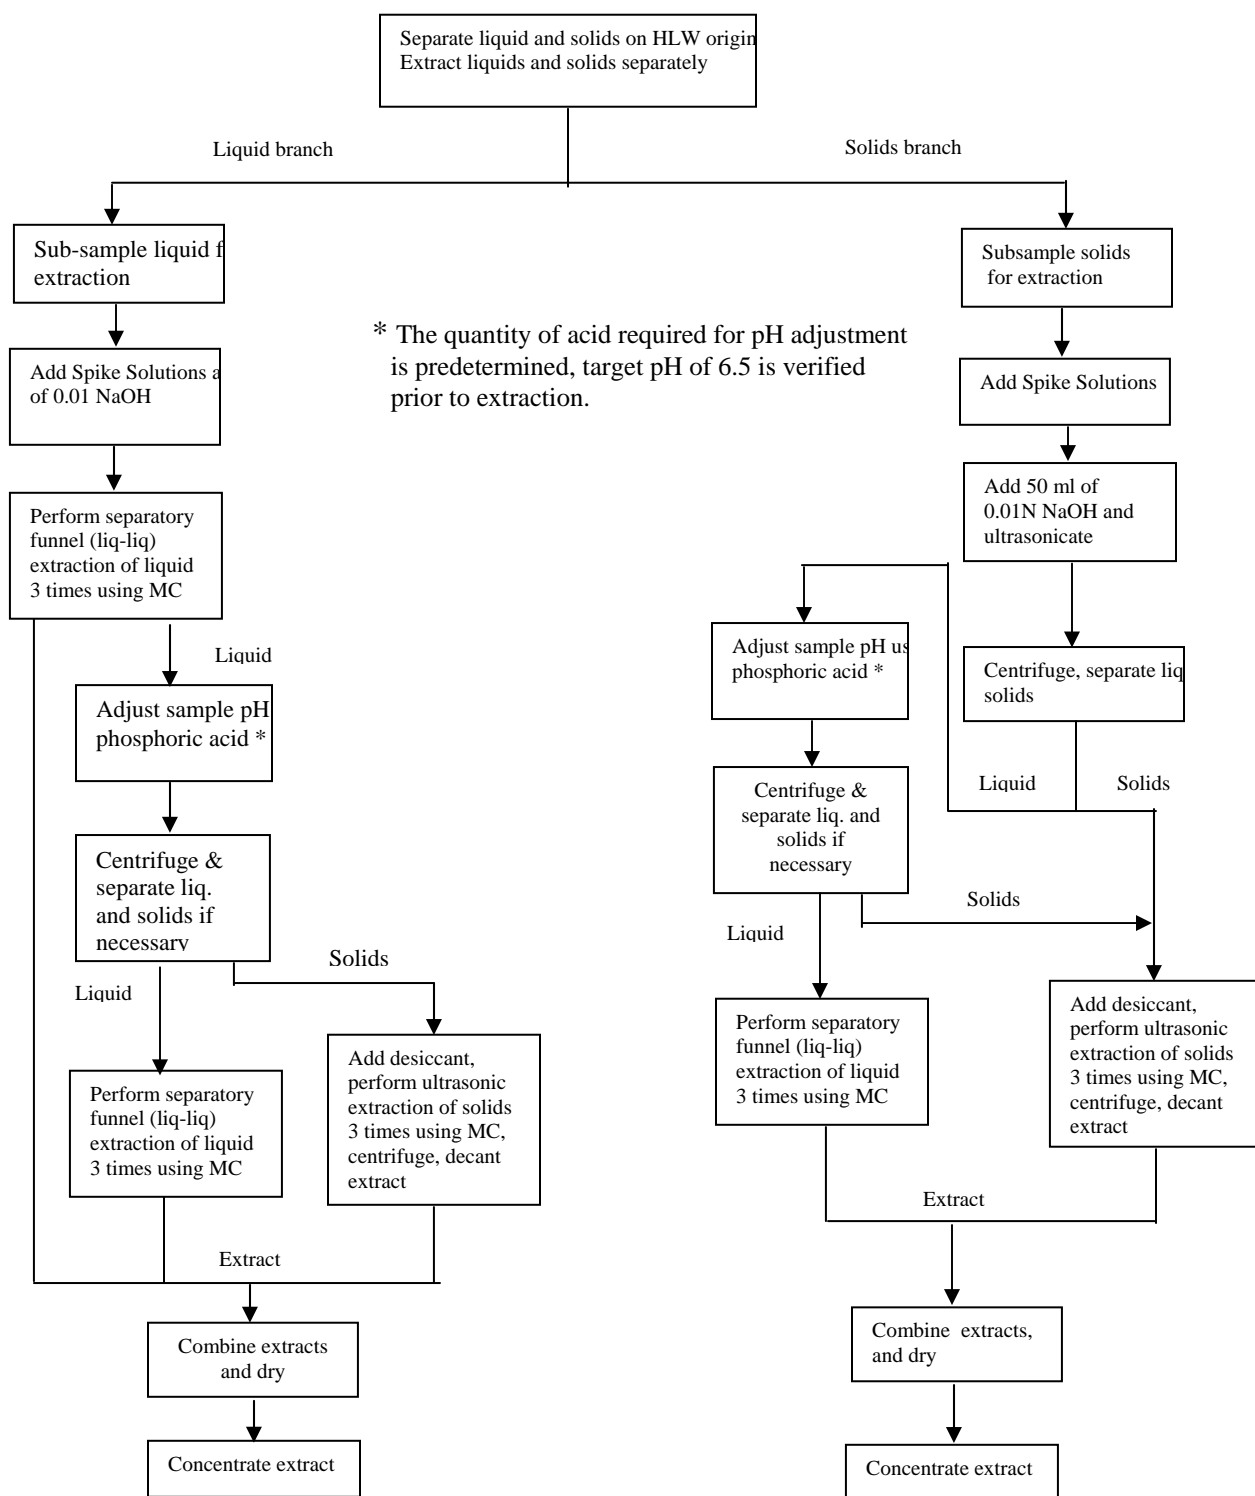 Separate liquid and solids on HLW origin
Extract liquids and solids separately
Liquid branch
Solids branch
Sub-sample liquid f
extraction
Add Spike Solutions a
of 0.01 NaOH
Perform separatory
funnel (liq-liq)
extraction of liquid
3 times using MC
Liquid
Adjust sample pH
phosphoric acid *
Centrifuge &
separate liq.
and solids if
necessary
Liquid
Solids
Perform separatory
funnel (liq-liq)
extraction of liquid
3 times using MC
Add desiccant,
perform ultrasonic
extraction of solids
3 times using MC,
centrifuge, decant
extract
Extract
Combine extracts
and dry
Concentrate extract
* The quantity of acid required for pH adjustment
is predetermined, target pH of 6.5 is verified
prior to extraction.
Subsample solids
for extraction
Add Spike Solutions
Add 50 ml of
0.01N NaOH and
ultrasonicate
Centrifuge, separate liq
solids
Liquid
Solids
Adjust sample pH us
phosphoric acid *
Centrifuge &
separate liq. and
solids if
necessary
Solids
Liquid
Perform separatory
funnel (liq-liq)
extraction of liquid
3 times using MC
Add desiccant,
perform ultrasonic
extraction of solids
3 times using MC,
centrifuge, decant
extract
Extract
Combine extracts,
and dry
Concentrate extract